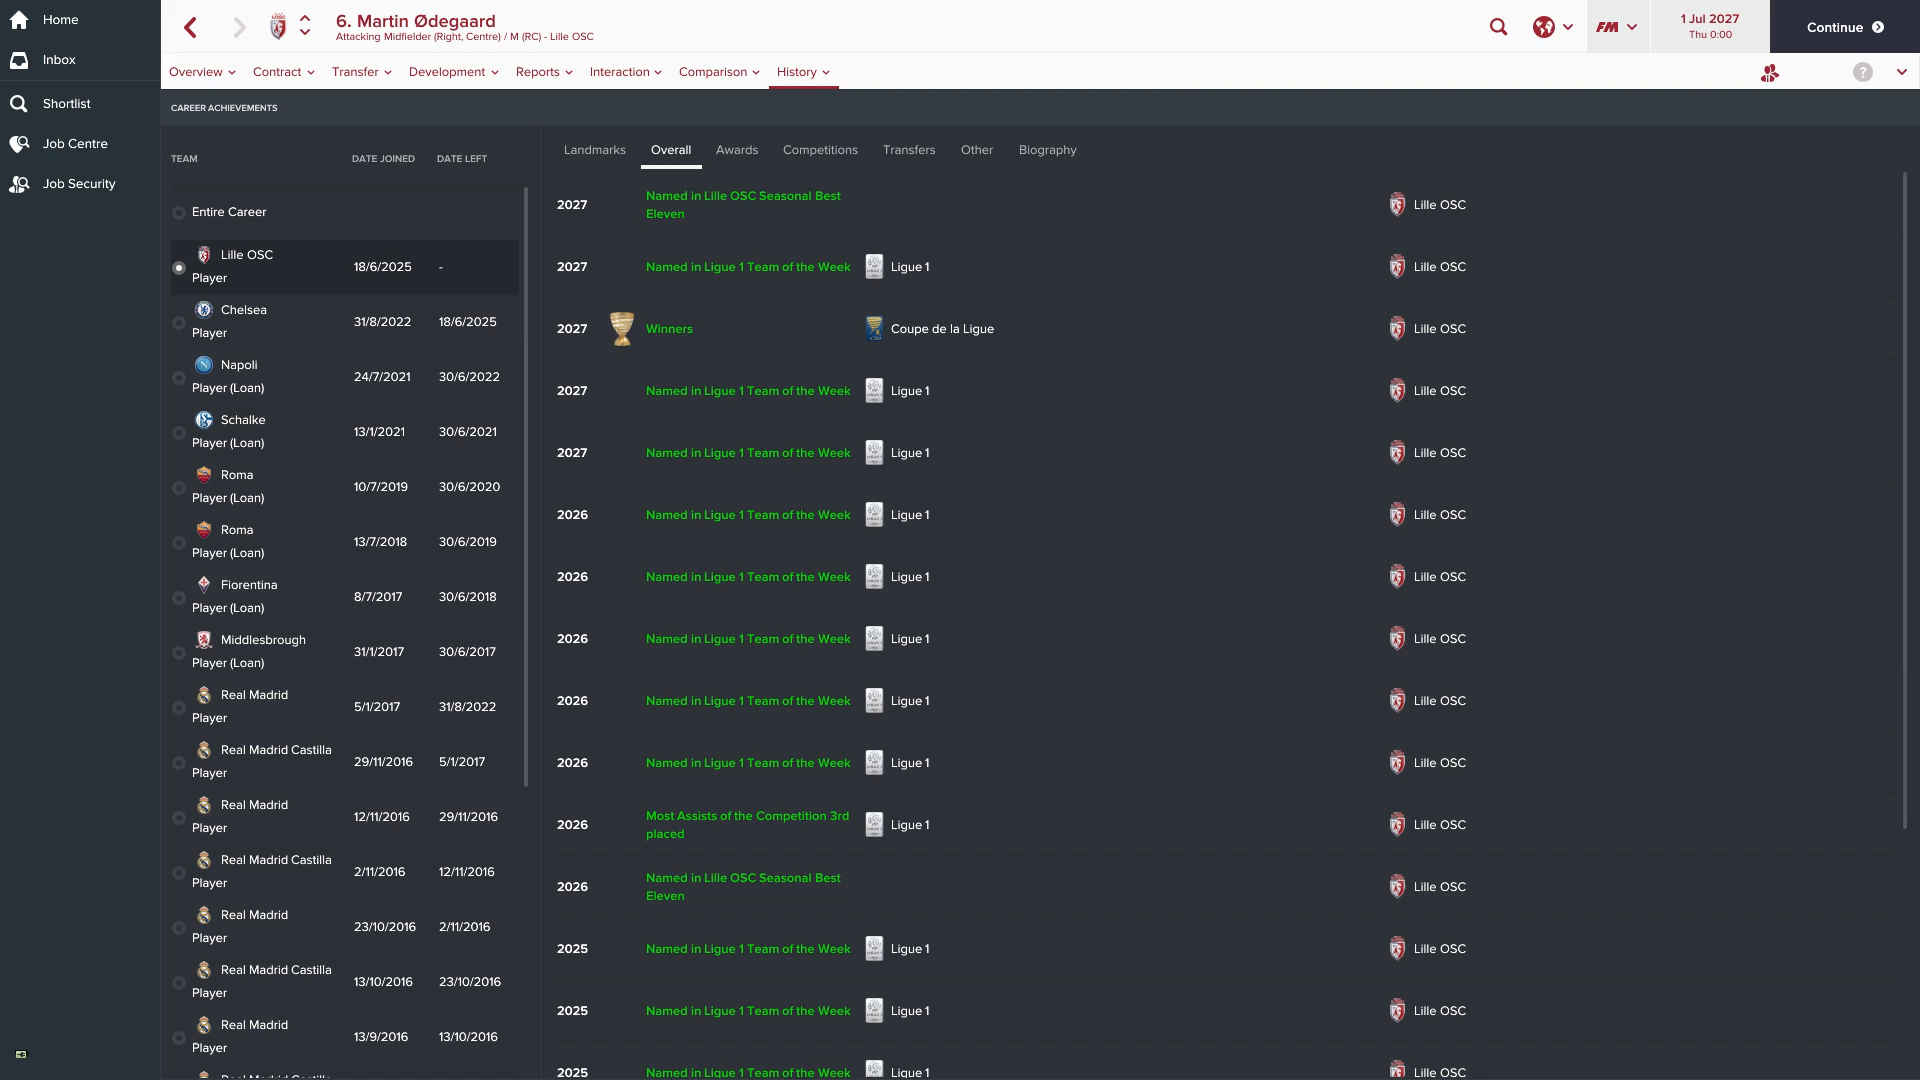 Home
Inbox
Shortlist
Job Centre
Job Security
6. Martin Ødegaard
Attacking Midfielder (Right, Centre) / M (RC) - Lille OSC
FM
1 Jul 2027
Thu 0:00
Continue
Overview
Contract
Transfer
Development
Reports
Interaction
Comparison
History
?
CAREER ACHIEVEMENTS
TEAM DATE JOINED DATE LEFT
Entire Career
Lille OSC
Player
18/6/2025 -
Chelsea
Player
31/8/2022 18/6/2025
Napoli
Player (Loan)
24/7/2021 30/6/2022
Schalke
Player (Loan)
13/1/2021 30/6/2021
Roma
Player (Loan)
10/7/2019 30/6/2020
Roma
Player (Loan)
13/7/2018 30/6/2019
Fiorentina
Player (Loan)
8/7/2017 30/6/2018
Middlesbrough
Player (Loan)
31/1/2017 30/6/2017
Real Madrid
Player
5/1/2017 31/8/2022
Real Madrid Castilla
Player
29/11/2016 5/1/2017
Real Madrid
Player
12/11/2016 29/11/2016
Real Madrid Castilla
Player
2/11/2016 12/11/2016
Real Madrid
Player
23/10/2016 2/11/2016
Real Madrid Castilla
Player
13/10/2016 23/10/2016
Real Madrid
Player
13/9/2016 13/10/2016
Landmarks Overall Awards Competitions Transfers Other Biography
2027 Named in Lille OSC Seasonal Best
Eleven
Lille OSC
2027 Named in Ligue 1 Team of the Week Ligue 1 Lille OSC
2027 Winners Coupe de la Ligue Lille OSC
2027 Named in Ligue 1 Team of the Week Ligue 1 Lille OSC
2027 Named in Ligue 1 Team of the Week Ligue 1 Lille OSC
2026 Named in Ligue 1 Team of the Week Ligue 1 Lille OSC
2026 Named in Ligue 1 Team of the Week Ligue 1 Lille OSC
2026 Named in Ligue 1 Team of the Week Ligue 1 Lille OSC
2026 Named in Ligue 1 Team of the Week Ligue 1 Lille OSC
2026 Named in Ligue 1 Team of the Week Ligue 1 Lille OSC
2026 Most Assists of the Competition 3rd
placed
Ligue 1 Lille OSC
2026 Named in Lille OSC Seasonal Best
Eleven
Lille OSC
2025 Named in Ligue 1 Team of the Week Ligue 1 Lille OSC
2025 Named in Ligue 1 Team of the Week Ligue 1 Lille OSC
2025 Named in Ligue 1 Team of the Week Ligue 1 Lille OSC